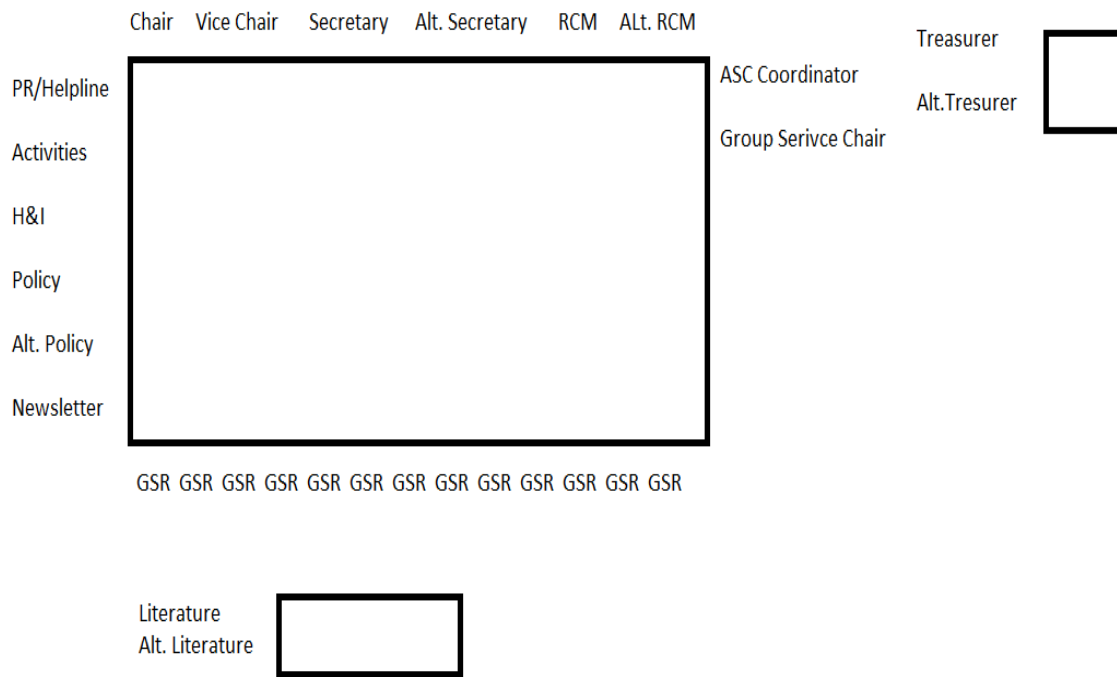 Chair Vice Chair Secretary Alt. Secretary RCM ALt. RCM
Treasurer
PR/Helpline
ASC Coordinator
Alt.Tresurer
Activities
Group Serivce Chair
H&I
Policy
Alt. Policy
Newsletter
GSR GSR GSR GSR GSR GSR GSR GSR GSR GSR GSR GSR GSR
Literature
Alt. Literature